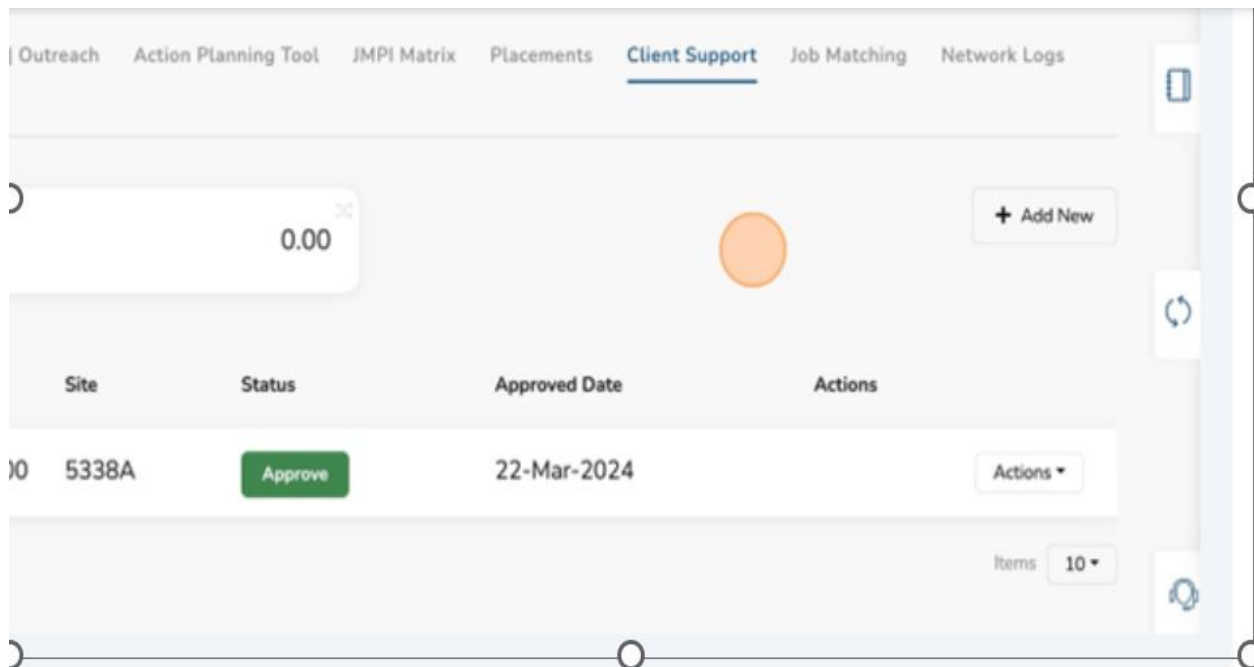 Outreach Action Planning Tool JMPI Matrix Placements Client Support Job Matching Network Logs
+ Add New
0.00
Site Status Approved Date Actions
00 5338A Approve 22-Mar-2024 Actions
Items 10